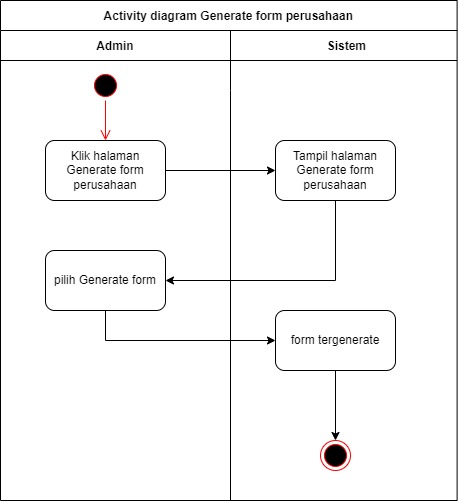 Activity diagram Generate form perusahaan
Admin
Sistem
Klik halaman
Generate form
perusahaan
Tampil halaman
Generate form
perusahaan
pilih Generate form
form tergenerate